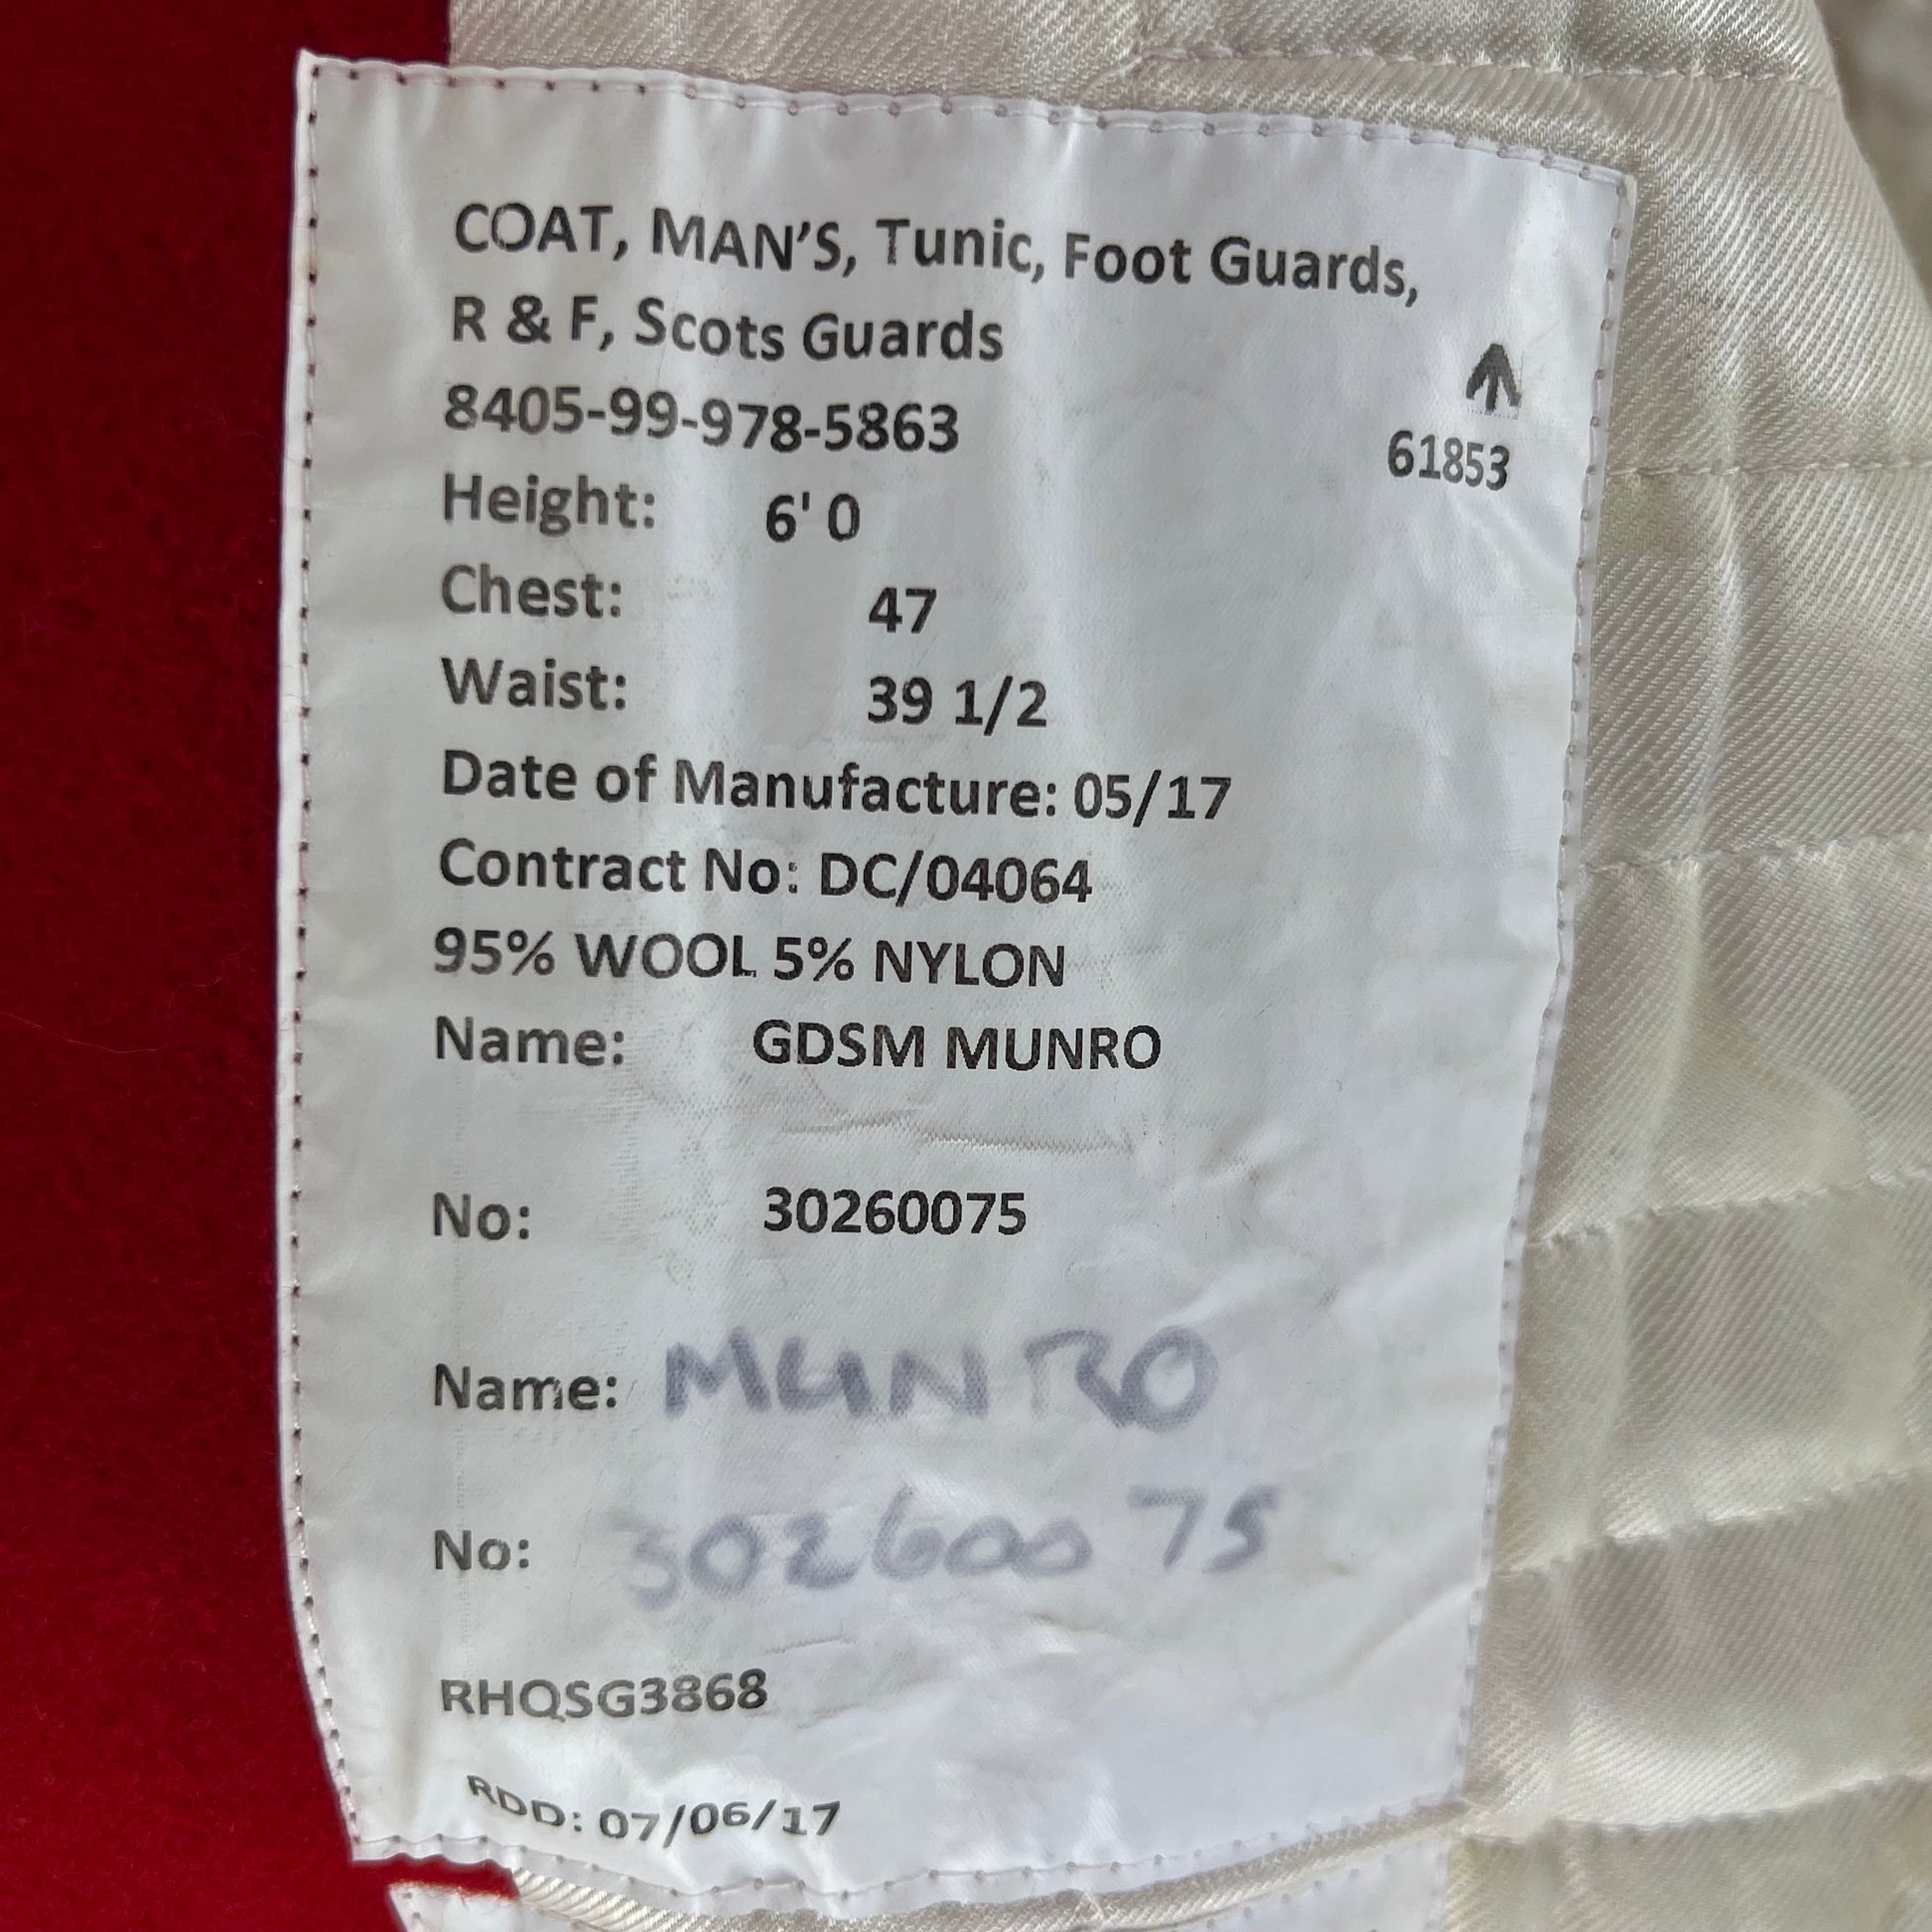 COAT, MAN'S, Tunic, Foot Guards,
R & F, Scots Guards
8405-99-978-5863
61853
Height: 6' 0
Chest: 47
Waist: 39 1/2
Date of Manufacture: 05/17
Contract No: DC/04064
95% WOOL 5% NYLON
Name: GDSM MUNRO
No: 30260075
Name: MUNRO
No: 30260075
RHQSG3868
RDD: 07/06/17